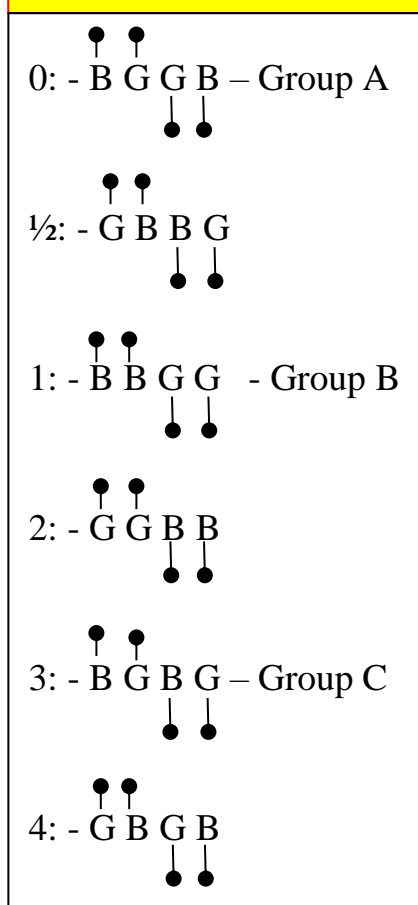 0: - B G G B – Group A
½: - G B B G
1: - B B G G - Group B
2: - G G B B
3: - B G B G – Group C
4: - G B G B